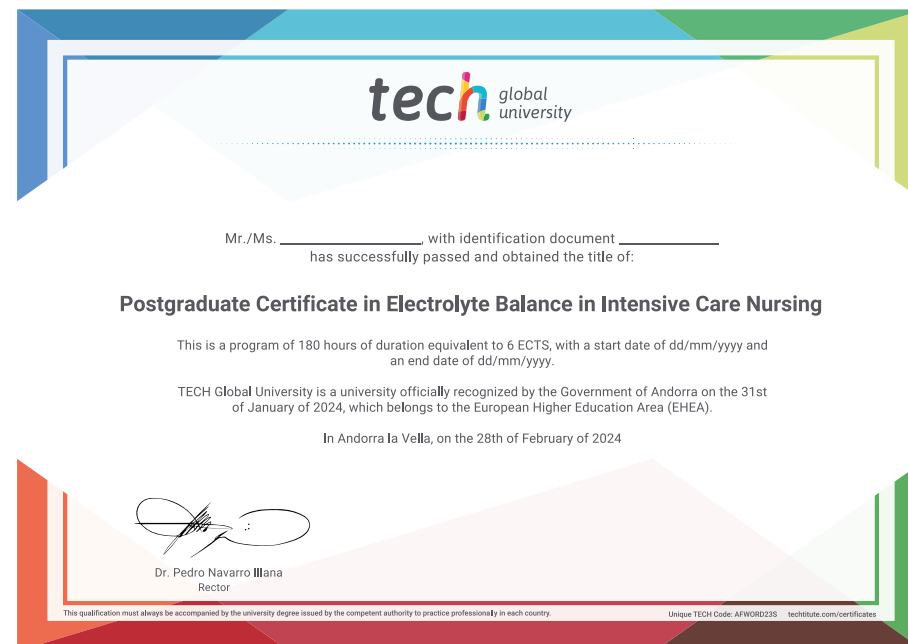 tech global university
Mr./Ms. ____________________, with identification document ______________
has successfully passed and obtained the title of:
Postgraduate Certificate in Electrolyte Balance in Intensive Care Nursing
This is a program of 180 hours of duration equivalent to 6 ECTS, with a start date of dd/mm/yyyy and
an end date of dd/mm/yyyy.
TECH Global University is a university officially recognized by the Government of Andorra on the 31st
of January of 2024, which belongs to the European Higher Education Area (EHEA).
In Andorra la Vella, on the 28th of February of 2024
Dr. Pedro Navarro Illana
Rector
This qualification must always be accompanied by the university degree issued by the competent authority to practice professionally in each country.
Unique TECH Code: AFWORD23S techtitute.com/certificates